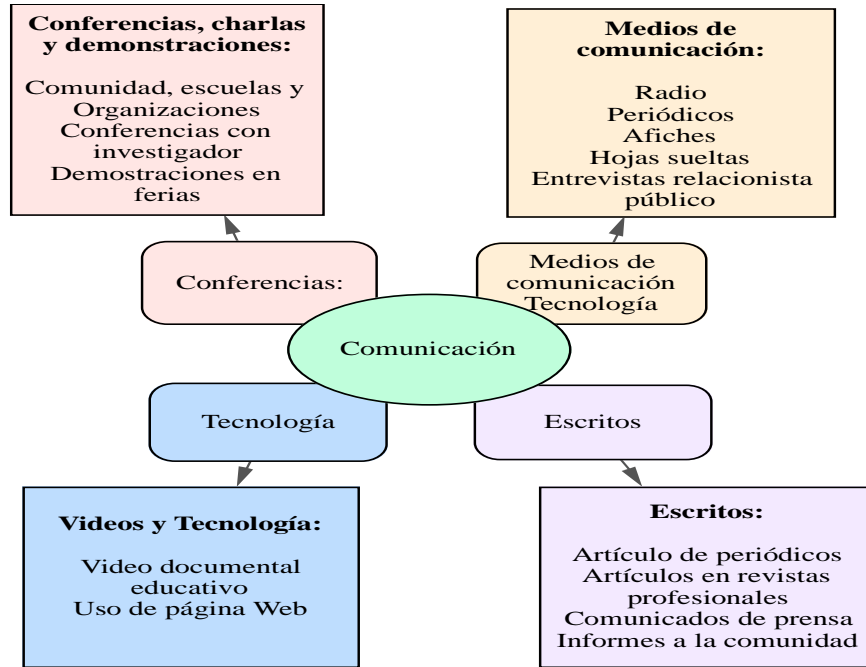 Conferencias, charlas
y demonstraciones:
Comunidad, escuelas y
Organizaciones
Conferencias con
investigador
Demostraciones en
ferias
Medios de
comunicación:
Radio
Periódicos
Afiches
Hojas sueltas
Entrevistas relacionista
público
Conferencias:
Medios de
comunicación
Tecnología
Comunicación
Tecnología
Escritos
Videos y Tecnología:
Video documental
educativo
Uso de página Web
Escritos:
Artículo de periódicos
Artículos en revistas
profesionales
Comunicados de prensa
Informes a la comunidad